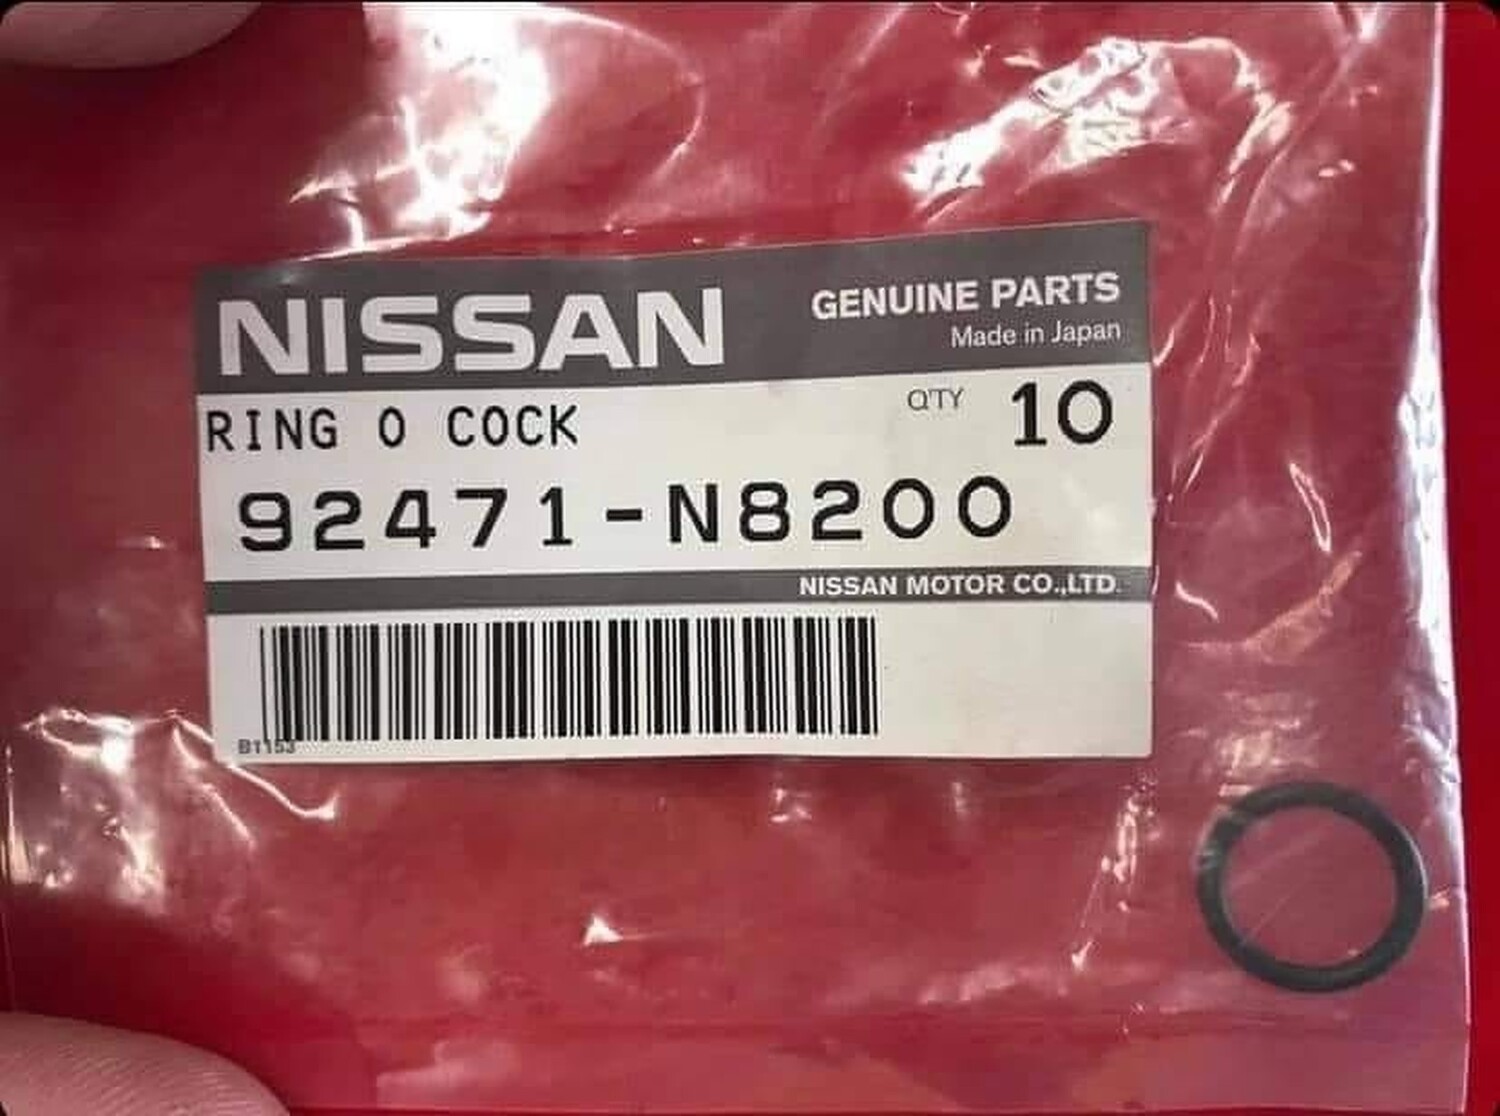 NISSAN
GENUINE PARTS
Made in Japan
RING O COCK
QTY 10
92471-N8200
NISSAN MOTOR CO.,LTD.
B1153